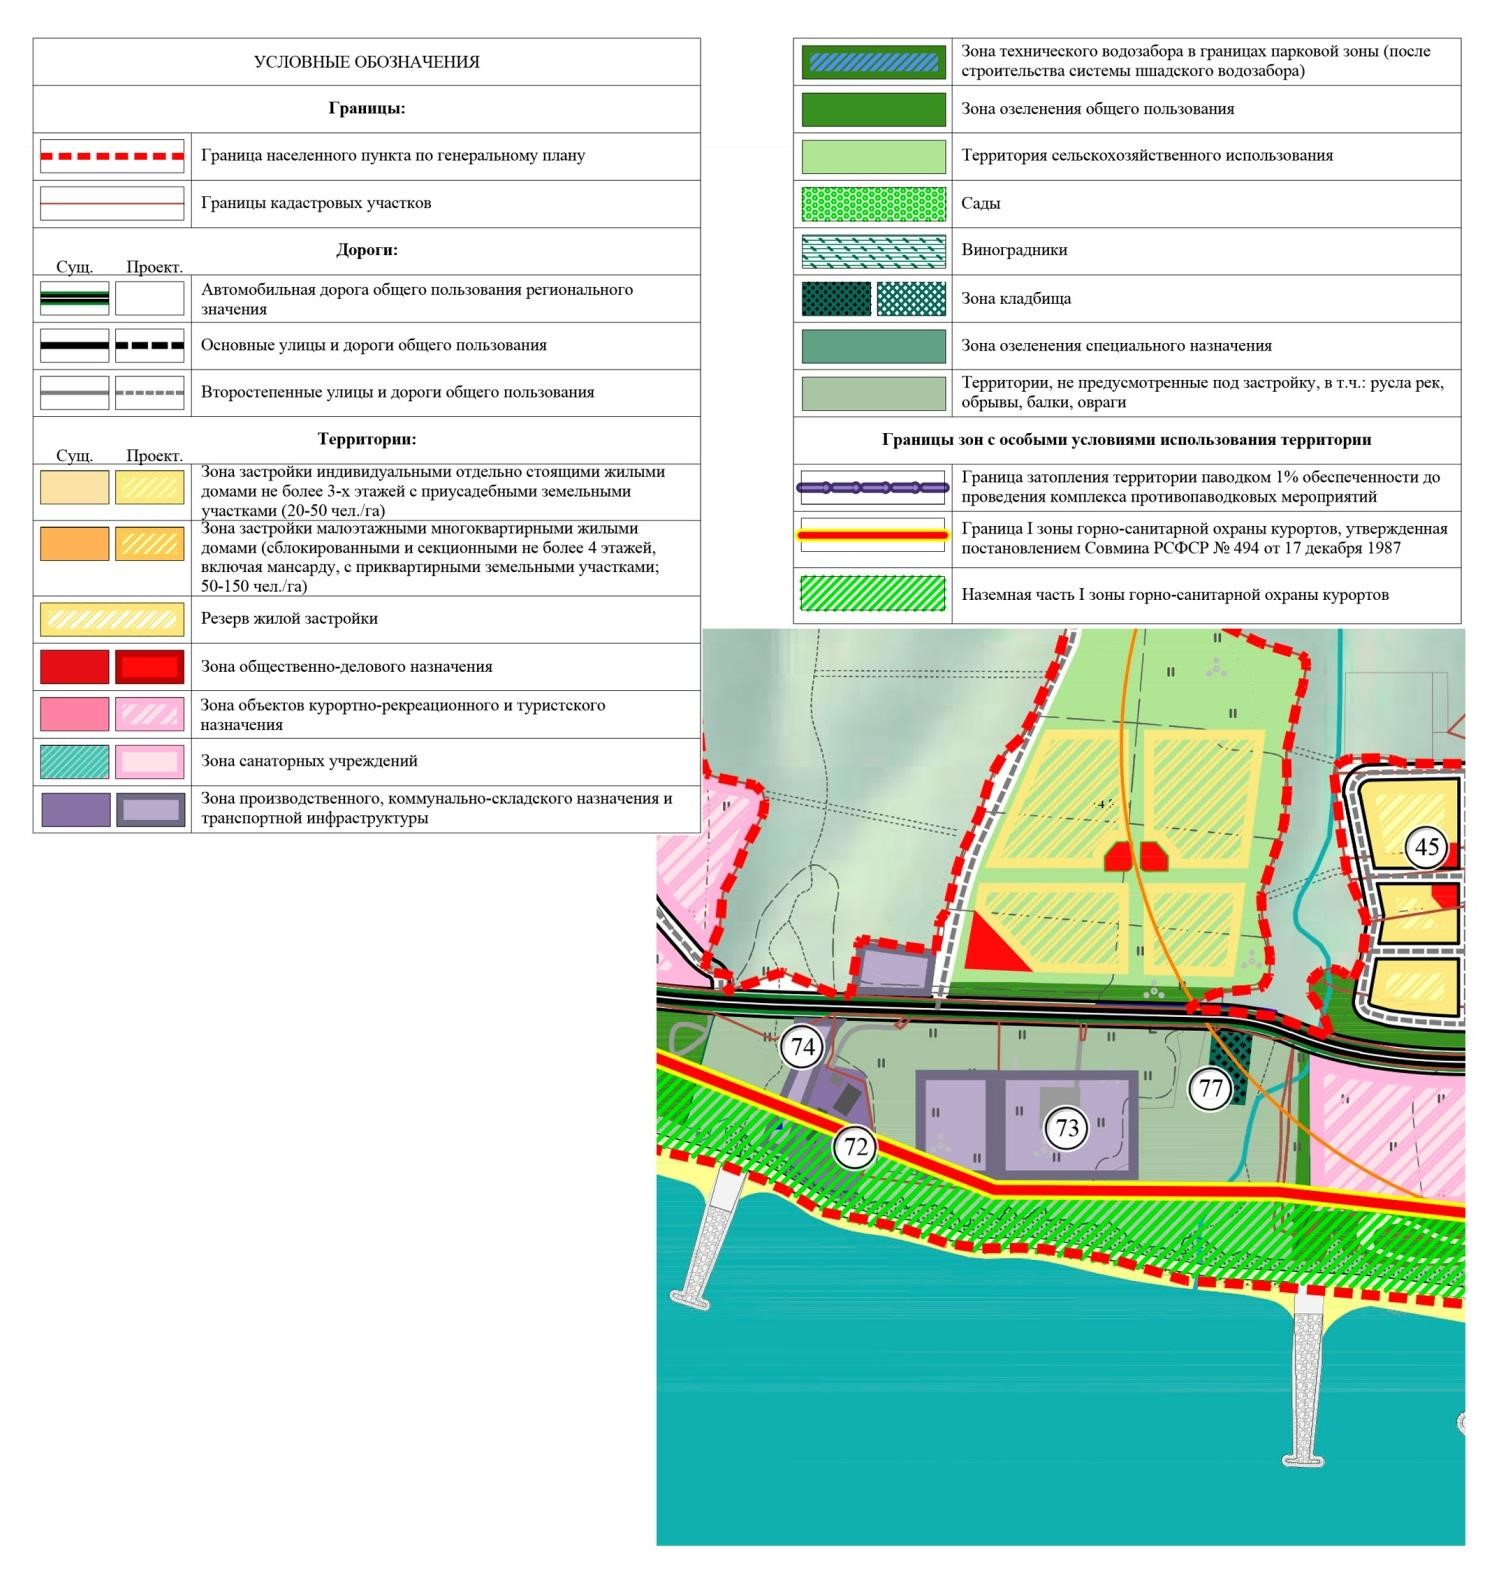 УСЛОВНЫЕ ОБОЗНАЧЕНИЯ
Границы:
Граница населенного пункта по генеральному плану
Границы кадастровых участков
Дороги:
Сущ. Проект.
Автомобильная дорога общего пользования регионального
значения
Основные улицы и дороги общего пользования
Второстепенные улицы и дороги общего пользования
Территории:
Сущ. Проект.
Зона застройки индивидуальными отдельно стоящими жилыми
домами не более 3-х этажей с приусадебными земельными
участками (20-50 чел./га)
Зона застройки малоэтажными многоквартирными жилыми
домами (сблокированными и секционными не более 4 этажей,
включая мансарду, с приквартирными земельными участками;
50-150 чел./га)
Резерв жилой застройки
Зона общественно-делового назначения
Зона объектов курортно-рекреационного и туристского
назначения
Зона санаторных учреждений
Зона производственного, коммунально-складского назначения и
транспортной инфраструктуры
Зона технического водозабора в границах парковой зоны (после
строительства системы пшадского водозабора)
Зона озеленения общего пользования
Территория сельскохозяйственного использования
Сады
Виноградники
Зона кладбища
Зона озеленения специального назначения
Территории, не предусмотренные под застройку, в т.ч.: русла рек,
обрывы, балки, овраги
Границы зон с особыми условиями использования территории
Граница затопления территории паводком 1% обеспеченности до
проведения комплекса противопаводковых мероприятий
Граница I зоны горно-санитарной охраны курортов, утвержденная
постановлением Совмина РСФСР № 494 от 17 декабря 1987
Наземная часть I зоны горно-санитарной охраны курортов
45
74
77
73
72